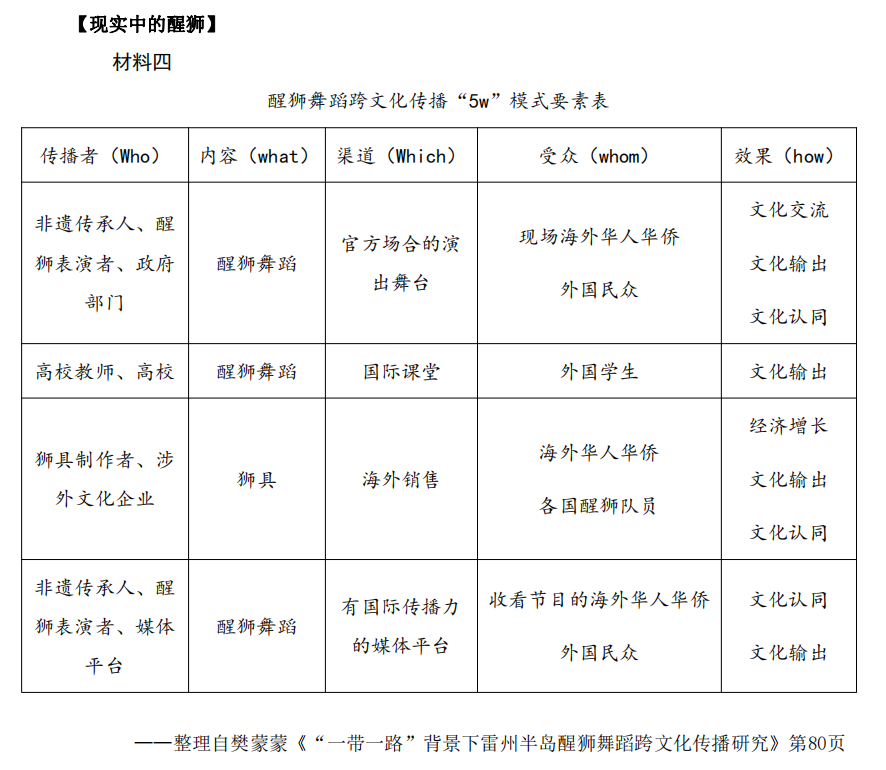 【现实中的醒狮】
材料四
醒狮舞蹈跨文化传播“5w”模式要素表
传播者（Who） 内容（what） 渠道（Which） 受众（whom） 效果（how）
非遗传承人、醒
狮表演者、政府
部门
醒狮舞蹈
官方场合的演
出舞台
现场海外华人华侨
外国民众
文化交流
文化输出
文化认同
高校教师、高校 醒狮舞蹈 国际课堂 外国学生 文化输出
狮具制作者、涉
外文化企业
狮具
海外销售
海外华人华侨
各国醒狮队员
经济增长
文化输出
文化认同
非遗传承人、醒
狮表演者、媒体
平台
醒狮舞蹈
有国际传播力
的媒体平台
收看节目的海外华人华侨
外国民众
文化认同
文化输出
——整理自樊蒙蒙《“一带一路”背景下雷州半岛醒狮舞蹈跨文化传播研究》第80页